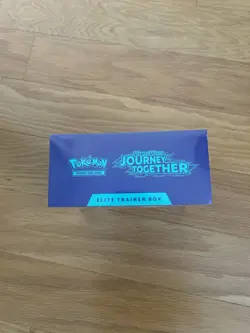 POKÉMON
JOURNEY
TOGETHER
ELITE TRAINER BOX